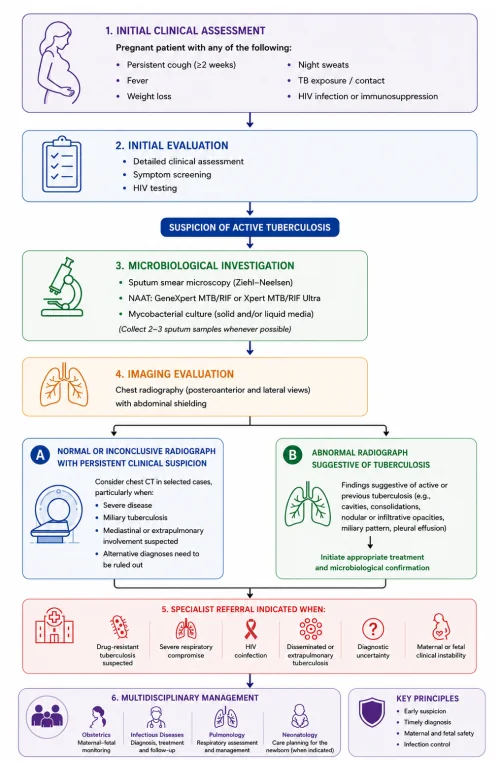 1. INITIAL CLINICAL ASSESSMENT
Pregnant patient with any of the following:
• Persistent cough (≥2 weeks)
• Fever
• Weight loss
• Night sweats
• TB exposure / contact
• HIV infection or immunosuppression
2. INITIAL EVALUATION
• Detailed clinical assessment
• Symptom screening
• HIV testing
SUSPICION OF ACTIVE TUBERCULOSIS
3. MICROBIOLOGICAL INVESTIGATION
• Sputum smear microscopy (Ziehl–Neelsen)
• NAAT: GeneXpert MTB/RIF or Xpert MTB/RIF Ultra
• Mycobacterial culture (solid and/or liquid media)
(Collect 2–3 sputum samples whenever possible)
4. IMAGING EVALUATION
Chest radiography (posteroanterior and lateral views)
with abdominal shielding
A
NORMAL OR INCONCLUSIVE RADIOGRAPH
WITH PERSISTENT CLINICAL SUSPICION
Consider chest CT in selected cases,
particularly when:
• Severe disease
• Miliary tuberculosis
• Mediastinal or extrapulmonary
involvement suspected
• Alternative diagnoses need to
be ruled out
B
ABNORMAL RADIOGRAPH
SUGGESTIVE OF TUBERCULOSIS
Findings suggestive of active or
previous tuberculosis (e.g.,
cavities, consolidations,
nodular or infiltrative opacities,
miliary pattern, pleural effusion)
Initiate appropriate treatment
and microbiological confirmation
5. SPECIALIST REFERRAL INDICATED WHEN:
Drug-resistant
tuberculosis
suspected
Severe respiratory
compromise
HIV
coinfection
Disseminated or
extrapulmonary
tuberculosis
?
Diagnostic
uncertainty
Maternal or fetal
clinical instability
6. MULTIDISCIPLINARY MANAGEMENT
Obstetrics
Maternal–fetal
monitoring
Infectious Diseases
Diagnosis, treatment
and follow-up
Pulmonology
Respiratory assessment
and management
Neonatology
Care planning for the
newborn (when indicated)
KEY PRINCIPLES
• Early suspicion
• Timely diagnosis
• Maternal and fetal safety
• Infection control